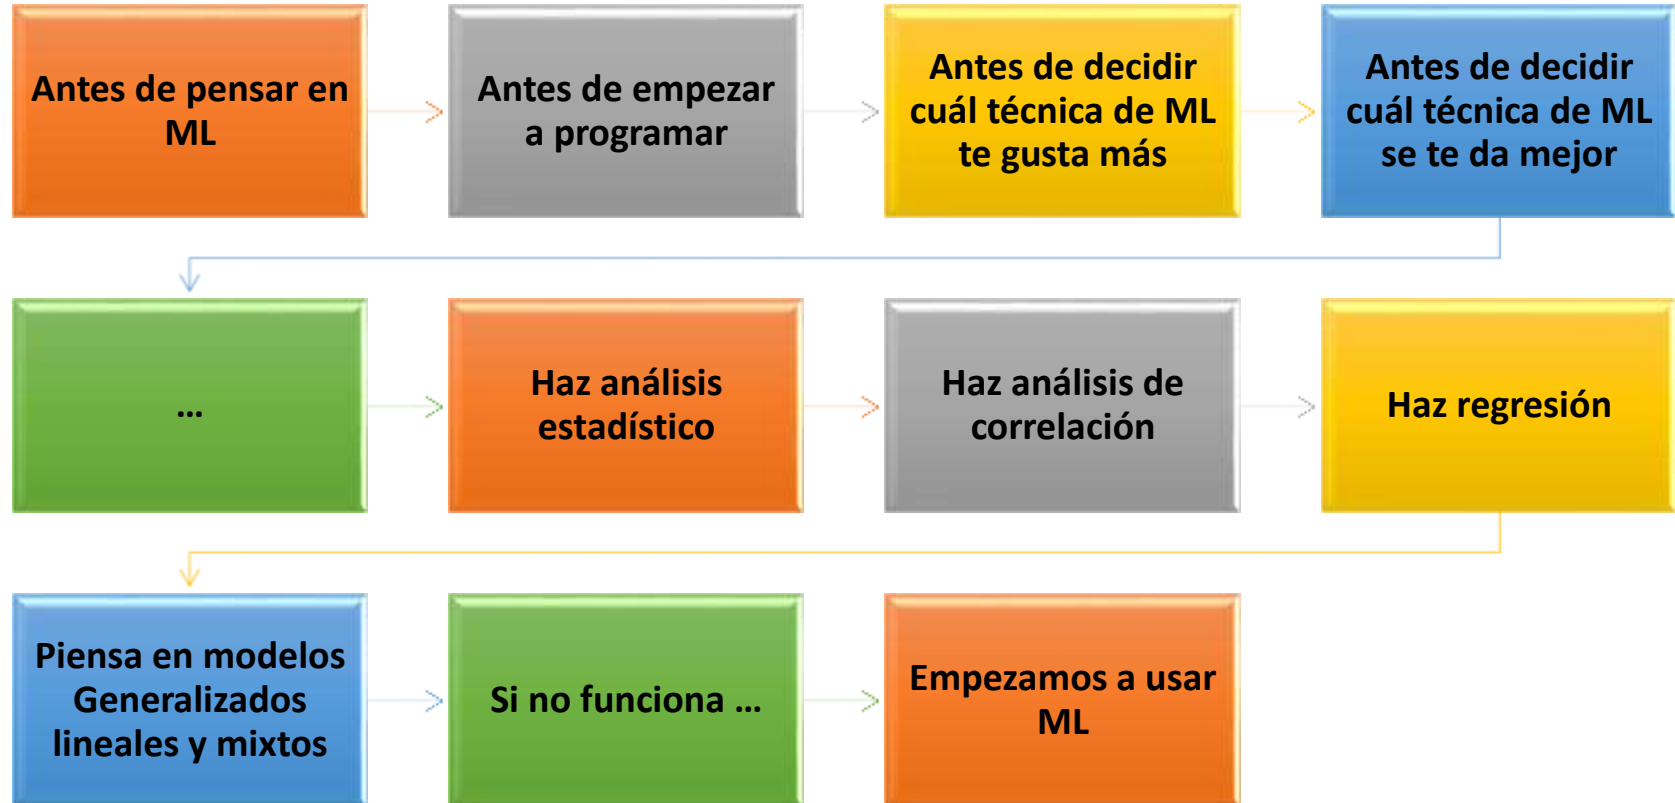 Antes de pensar en
ML
Antes de empezar
a programar
Antes de decidir
cuál técnica de ML
te gusta más
Antes de decidir
cuál técnica de ML
se te da mejor
...
Haz análisis
estadístico
Haz análisis de
correlación
Haz regresión
Piensa en modelos
Generalizados
lineales y mixtos
Si no funciona ...
Empezamos a usar
ML